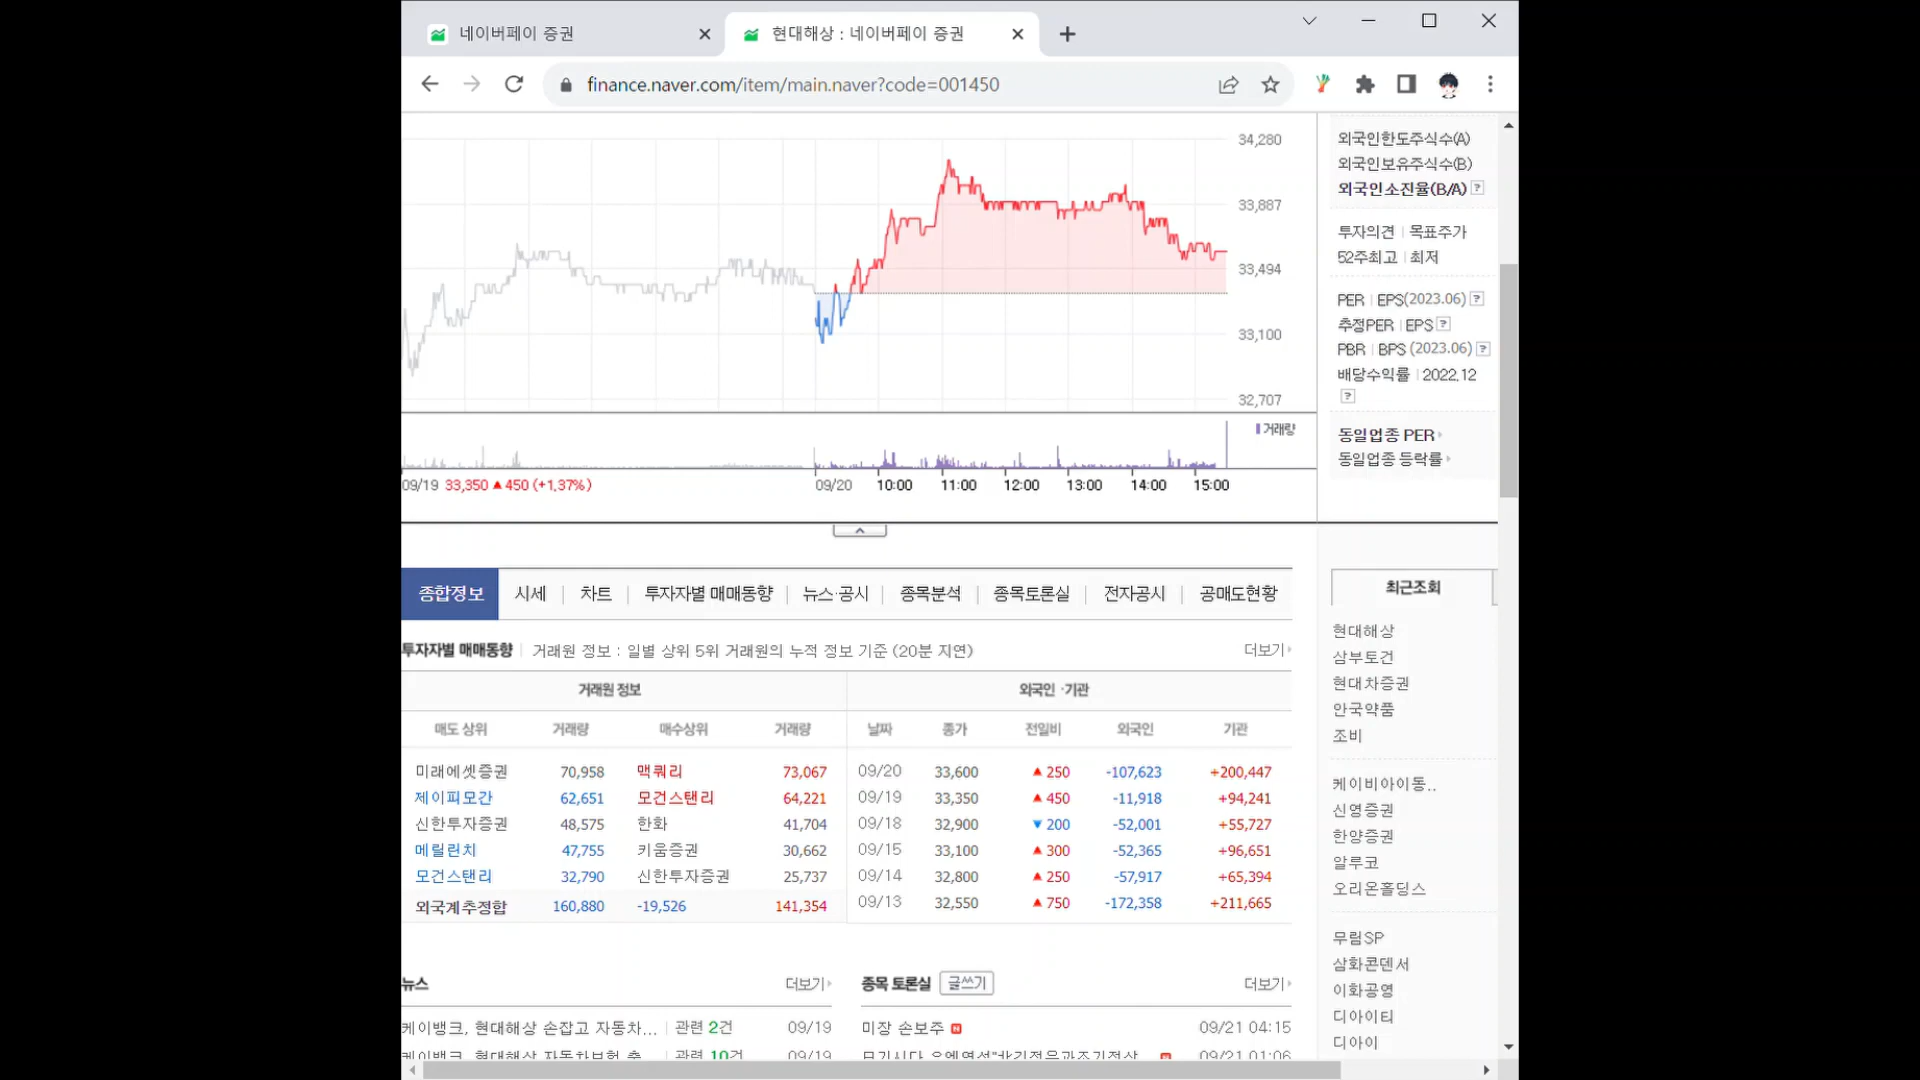 네이버페이 증권
현대해상 : 네이버페이 증권
finance.naver.com/item/main.naver?code=001450
34,280
33,887
33,494
33,100
32,707
거래량
09/19 33,350 ▲450 (+1.37%)
09/20 10:00 11:00 12:00 13:00 14:00 15:00
외국인한도주식수(A)
외국인보유주식수(B)
외국인소진율(B/A) ?
투자의견 | 목표주가
52주최고 | 최저
PER | EPS(2023.06) ?
추정PER | EPS ?
PBR | BPS (2023.06) ?
배당수익률 | 2022.12
?
동일업종 PER
동일업종 등락률
종합정보 시세 | 차트 | 투자자별 매매동향 | 뉴스·공시 | 종목분석 | 종목토론실 | 전자공시 | 공매도현황
투자자별 매매동향 | 거래원 정보 : 일별 상위 5위 거래원의 누적 정보 기준 (20분 지연) 더보기
거래원 정보 외국인·기관
매도 상위 거래량 매수상위 거래량 날짜 종가 전일비 외국인 기관
미래에셋증권 70,958 맥쿼리 73,067 09/20 33,600 ▲250 -107,623 +200,447
제이피모간 62,651 모건스탠리 64,221 09/19 33,350 ▲450 -11,918 +94,241
신한투자증권 48,575 한화 41,704 09/18 32,900 ▼200 -52,001 +55,727
메릴린치 47,755 키움증권 30,662 09/15 33,100 ▲300 -52,365 +96,651
모건스탠리 32,790 신한투자증권 25,737 09/14 32,800 ▲250 -57,917 +65,394
외국계추정합 160,880 -19,526 141,354 09/13 32,550 ▲750 -172,358 +211,665
뉴스 더보기
케이뱅크, 현대해상 손잡고 자동차... | 관련 2건 09/19
케이뱅크, 현대해상 자동차보험 | 관련 10건 09/19
종목 토론실 글쓰기 더보기
미장 손보주 N 09/21 04:15
09/21 01:06
최근조회
현대해상
삼부토건
현대차증권
안국약품
조비
케이비아이동..
신영증권
한양증권
알루코
오리온홀딩스
무림SP
삼화콘덴서
이화공영
디아이티
디아이